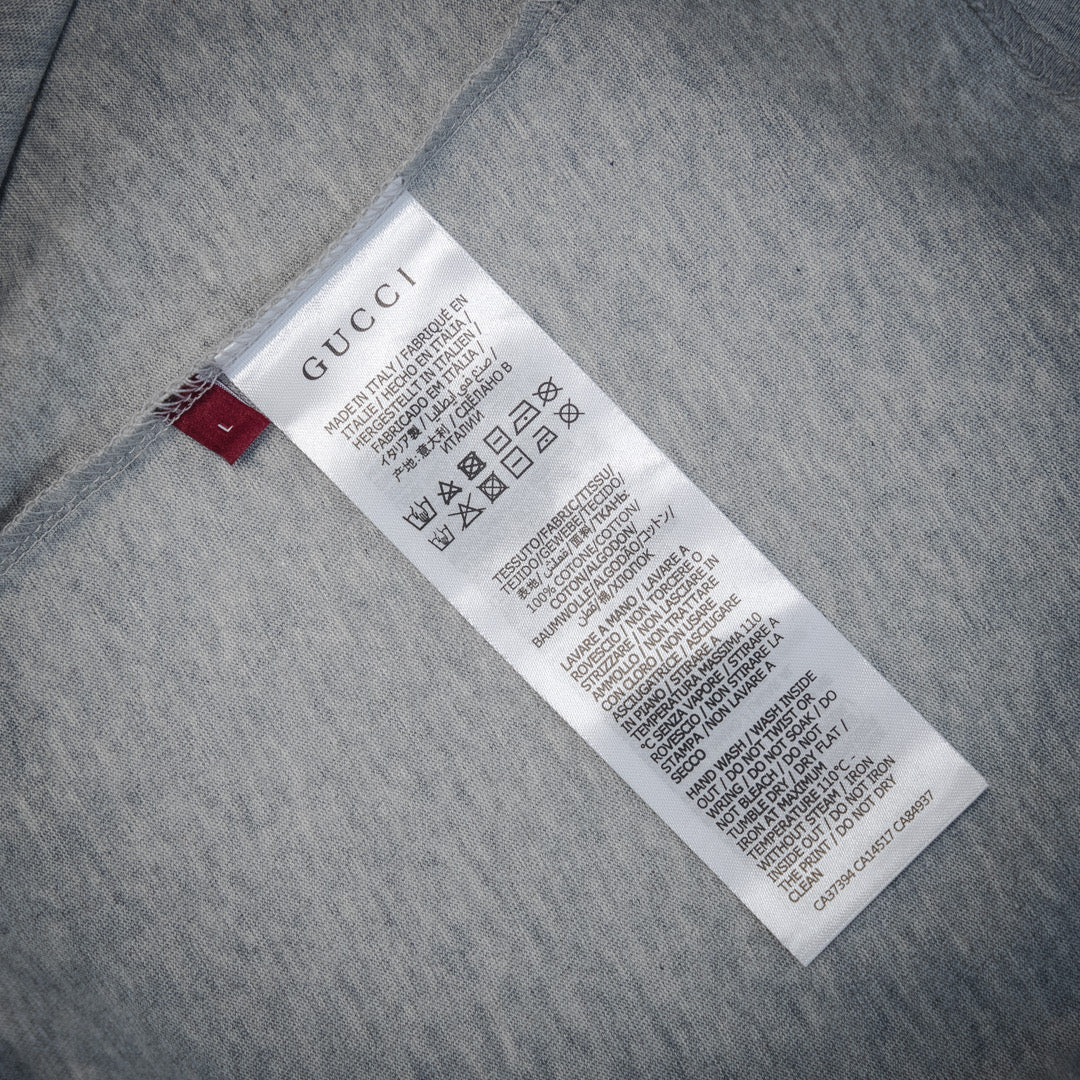 GUCCI
MADE IN ITALY / FABRIQUÉ EN
ITALIE / HECHO EN ITALIA /
HERGESTELLT IN ITALIEN /
FABRICADO EM ITALIA /
イタリア製 / صنع في ايطاليا /
产地: 意大利 / СДЕЛАНО В
ИТАЛИИ
L
TESSUTO/FABRIC/TISSU/
TEJIDO/GEWEBE/TECIDO/
表地/ قماش/面料/ТКАНЬ:
100% COTONE/COTTON/
COTON/ALGODON/
BAUMWOLLE/ALGODÃO/コットン/
قطن/棉/ХЛОПОК
LAVARE A MANO / LAVARE A
ROVESCIO / NON TORCERE O
STRIZZARE / NON LASCIARE IN
AMMOLLO / NON TRATTARE
CON CLORO / NON USARE
ASCIUGATRICE / ASCIUGARE
IN PIANO / STIRARE A
TEMPERATURA MASSIMA 110
°C SENZA VAPORE / STIRARE A
ROVESCIO / NON STIRARE LA
STAMPA / NON LAVARE A
SECCO
HAND WASH / WASH INSIDE
OUT / DO NOT TWIST OR
WRING / DO NOT SOAK / DO
NOT BLEACH / DO NOT
TUMBLE DRY / DRY FLAT /
IRON AT MAXIMUM
TEMPERATURE 110°C
WITHOUT STEAM / IRON
INSIDE OUT / DO NOT IRON
THE PRINT / DO NOT DRY
CLEAN
CA37394 CA14517 CA84937